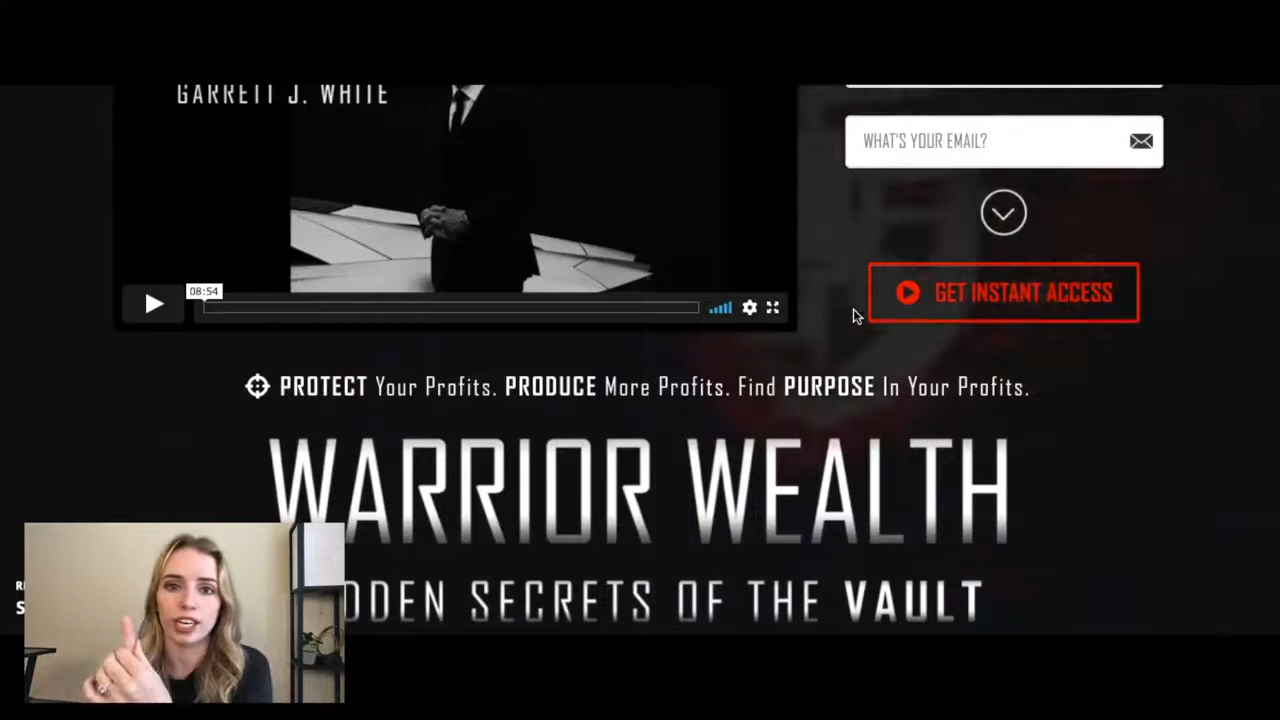 GARRETT J. WHITE
WHAT'S YOUR EMAIL?
08:54
GET INSTANT ACCESS
PROTECT Your Profits. PRODUCE More Profits. Find PURPOSE In Your Profits.
WARRIOR WEALTH
SECRETS OF THE VAULT